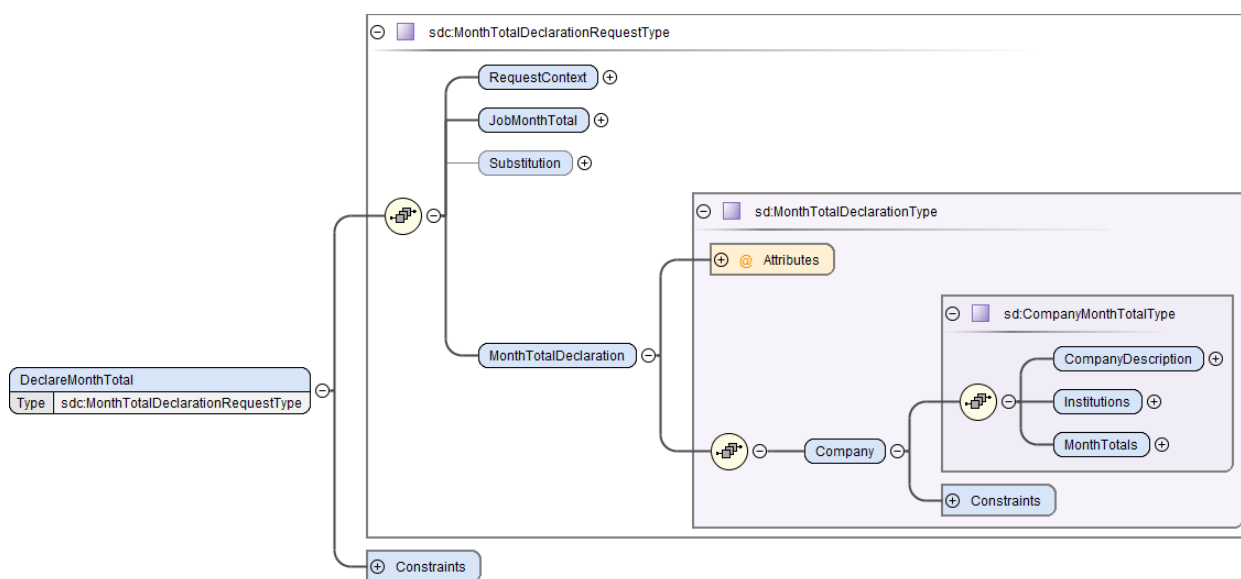 sdc:MonthTotalDeclarationRequestType
RequestContext
JobMonthTotal
Substitution
sd:MonthTotalDeclarationType
@ Attributes
sd:CompanyMonthTotalType
MonthTotalDeclaration
CompanyDescription
DeclareMonthTotal
Type sdc:MonthTotalDeclarationRequestType
Institutions
MonthTotals
Company
Constraints
Constraints